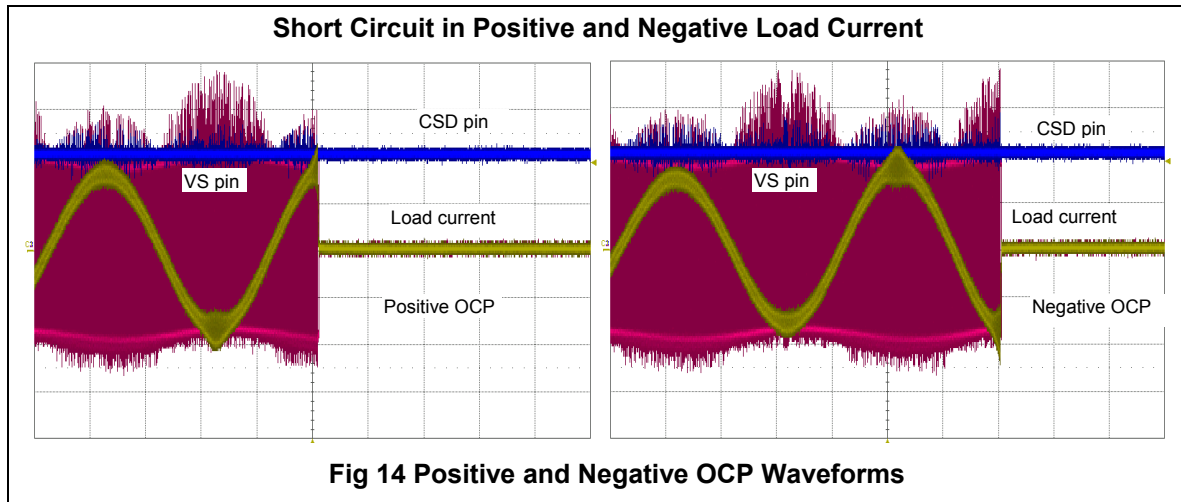 Short Circuit in Positive and Negative Load Current
CSD pin
VS pin
Load current
Positive OCP
CSD pin
VS pin
Load current
Negative OCP
Fig 14 Positive and Negative OCP Waveforms